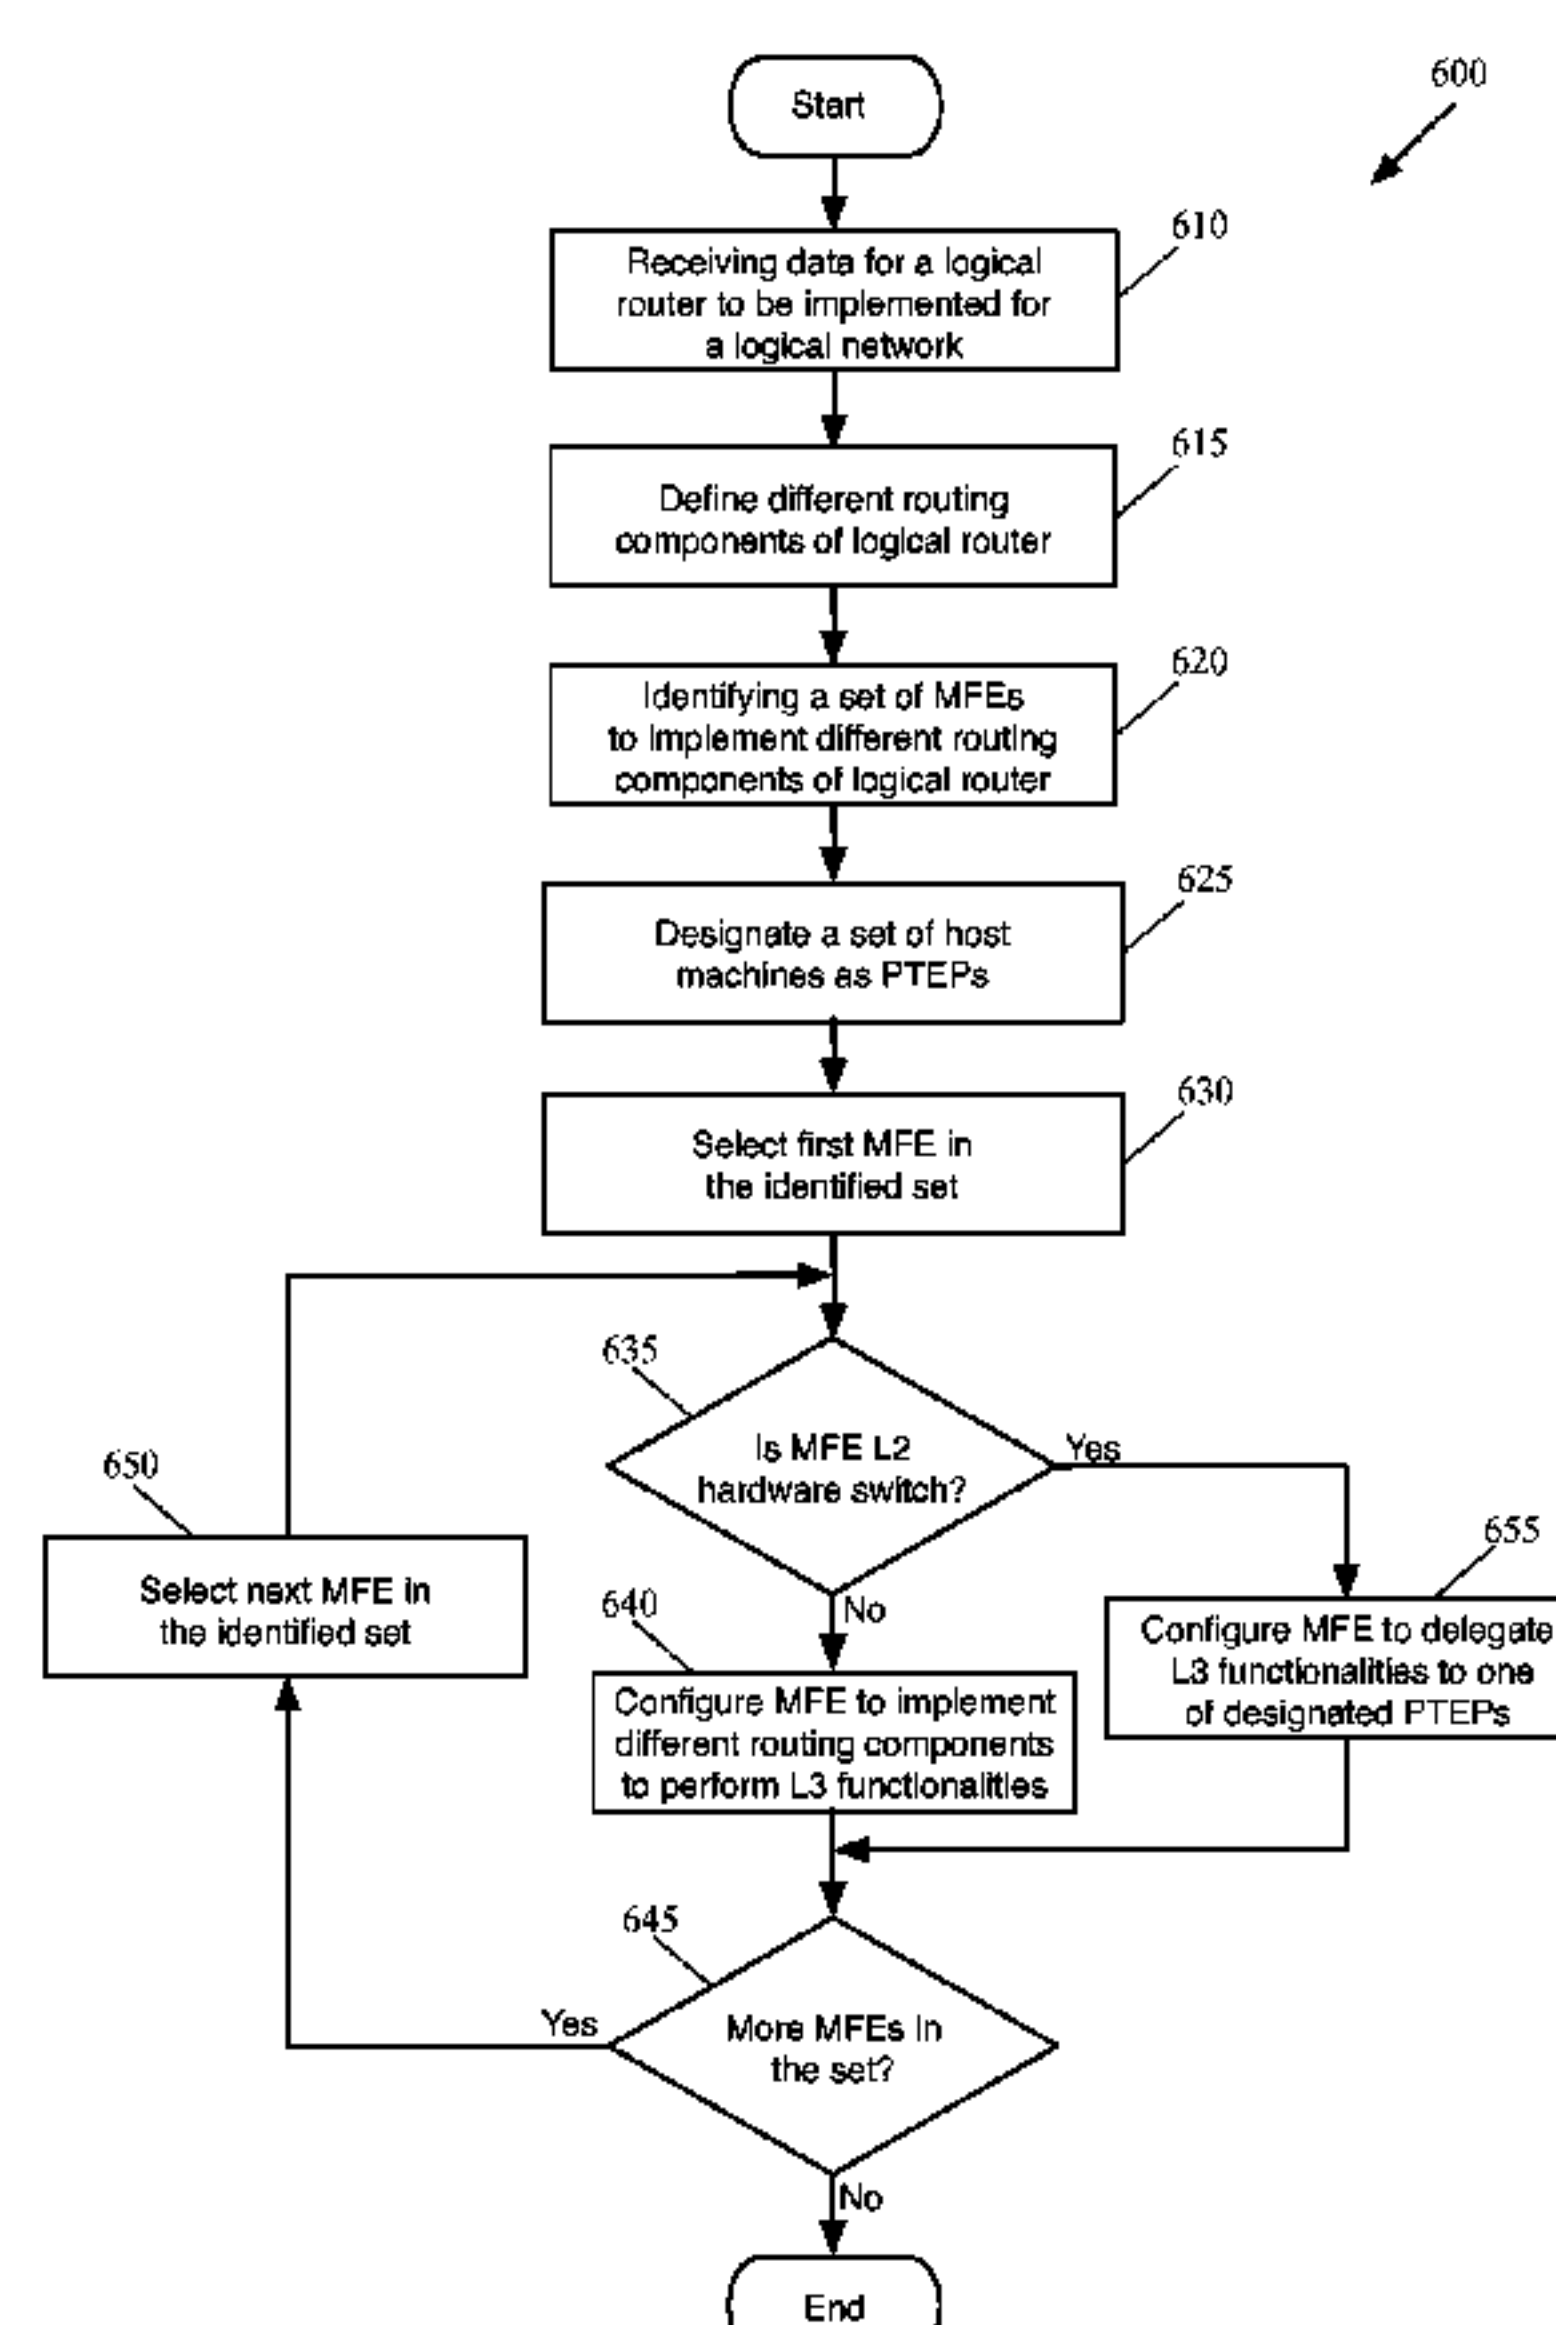 Start
600
610
Receiving data for a logical
router to be implemented for
a logical network
615
Define different routing
components of logical router
620
Identifying a set of MFEs
to implement different routing
components of logical router
625
Designate a set of host
machines as PTEPs
630
Select first MFE in
the identified set
635
Is MFE L2
hardware switch?
Yes
No
650
Select next MFE in
the identified set
640
Configure MFE to implement
different routing components
to perform L3 functionalities
655
Configure MFE to delegate
L3 functionalities to one
of designated PTEPs
645
More MFEs in
the set?
Yes
No
End